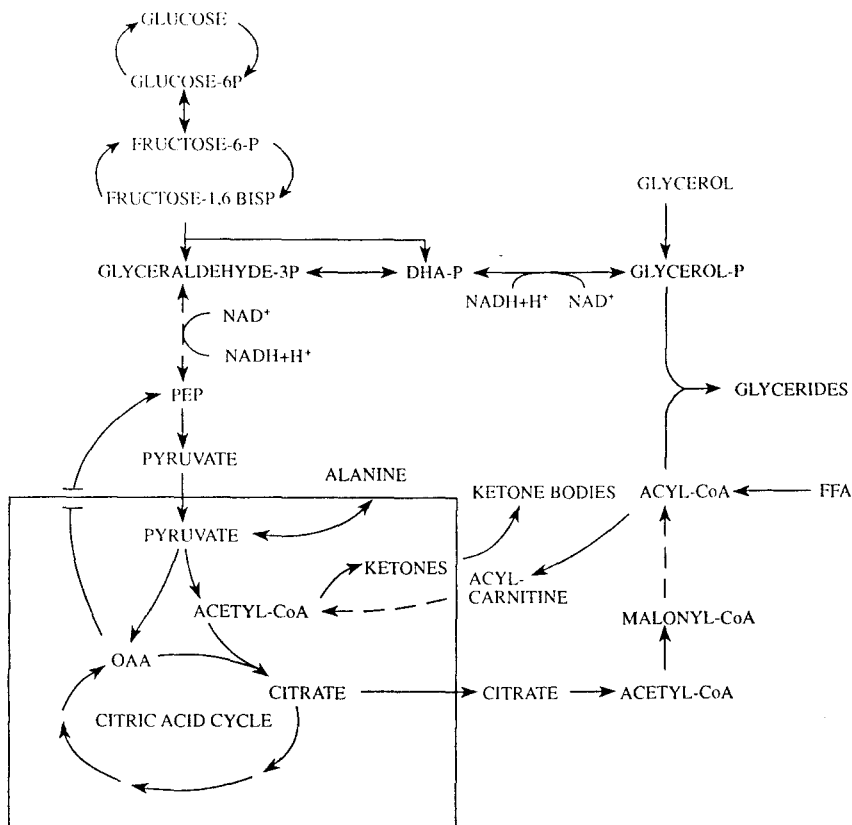 GLUCOSE
GLUCOSE-6P
FRUCTOSE-6-P
FRUCTOSE-1,6 BISP
GLYCEROL
GLYCERALDEHYDE-3P
DHA-P
GLYCEROL-P
NADH+H⁺
NAD⁺
NAD⁺
NADH+H⁺
PEP
GLYCERIDES
PYRUVATE
ALANINE
KETONE BODIES
ACYL-CoA
FFA
PYRUVATE
KETONES
ACYL-
CARNITINE
ACETYL-CoA
MALONYL-CoA
OAA
CITRATE
CITRATE
ACETYL-CoA
CITRIC ACID CYCLE